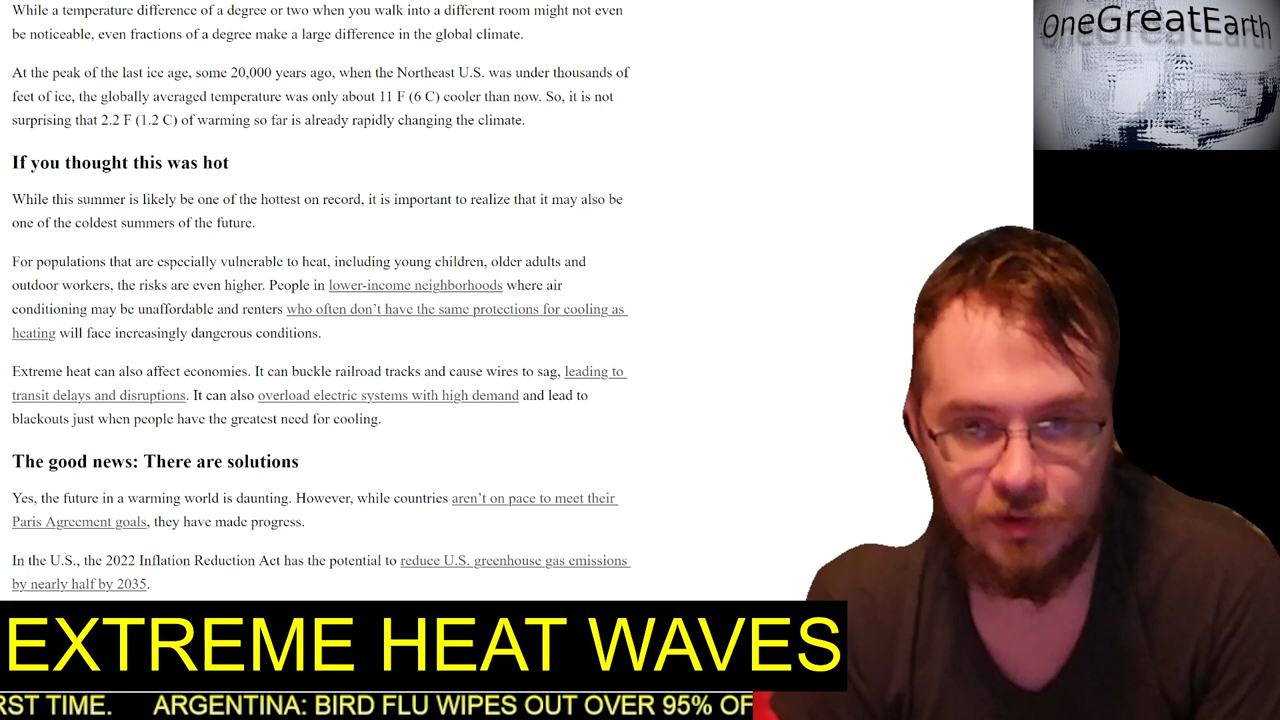 While a temperature difference of a degree or two when you walk into a different room might not even
be noticeable, even fractions of a degree make a large difference in the global climate.
At the peak of the last ice age, some 20,000 years ago, when the Northeast U.S. was under thousands of
feet of ice, the globally averaged temperature was only about 11 F (6 C) cooler than now. So, it is not
surprising that 2.2 F (1.2 C) of warming so far is already rapidly changing the climate.
If you thought this was hot
While this summer is likely be one of the hottest on record, it is important to realize that it may also be
one of the coldest summers of the future.
For populations that are especially vulnerable to heat, including young children, older adults and
outdoor workers, the risks are even higher. People in lower-income neighborhoods where air
conditioning may be unaffordable and renters who often don't have the same protections for cooling as
heating will face increasingly dangerous conditions.
Extreme heat can also affect economies. It can buckle railroad tracks and cause wires to sag, leading to
transit delays and disruptions. It can also overload electric systems with high demand and lead to
blackouts just when people have the greatest need for cooling.
The good news: There are solutions
Yes, the future in a warming world is daunting. However, while countries aren't on pace to meet their
Paris Agreement goals, they have made progress.
In the U.S., the 2022 Inflation Reduction Act has the potential to reduce U.S. greenhouse gas emissions
by nearly half by 2035.
OneGreatEarth
EXTREME HEAT WAVES
RST TIME. ARGENTINA: BIRD FLU WIPES OUT OVER 95% OF